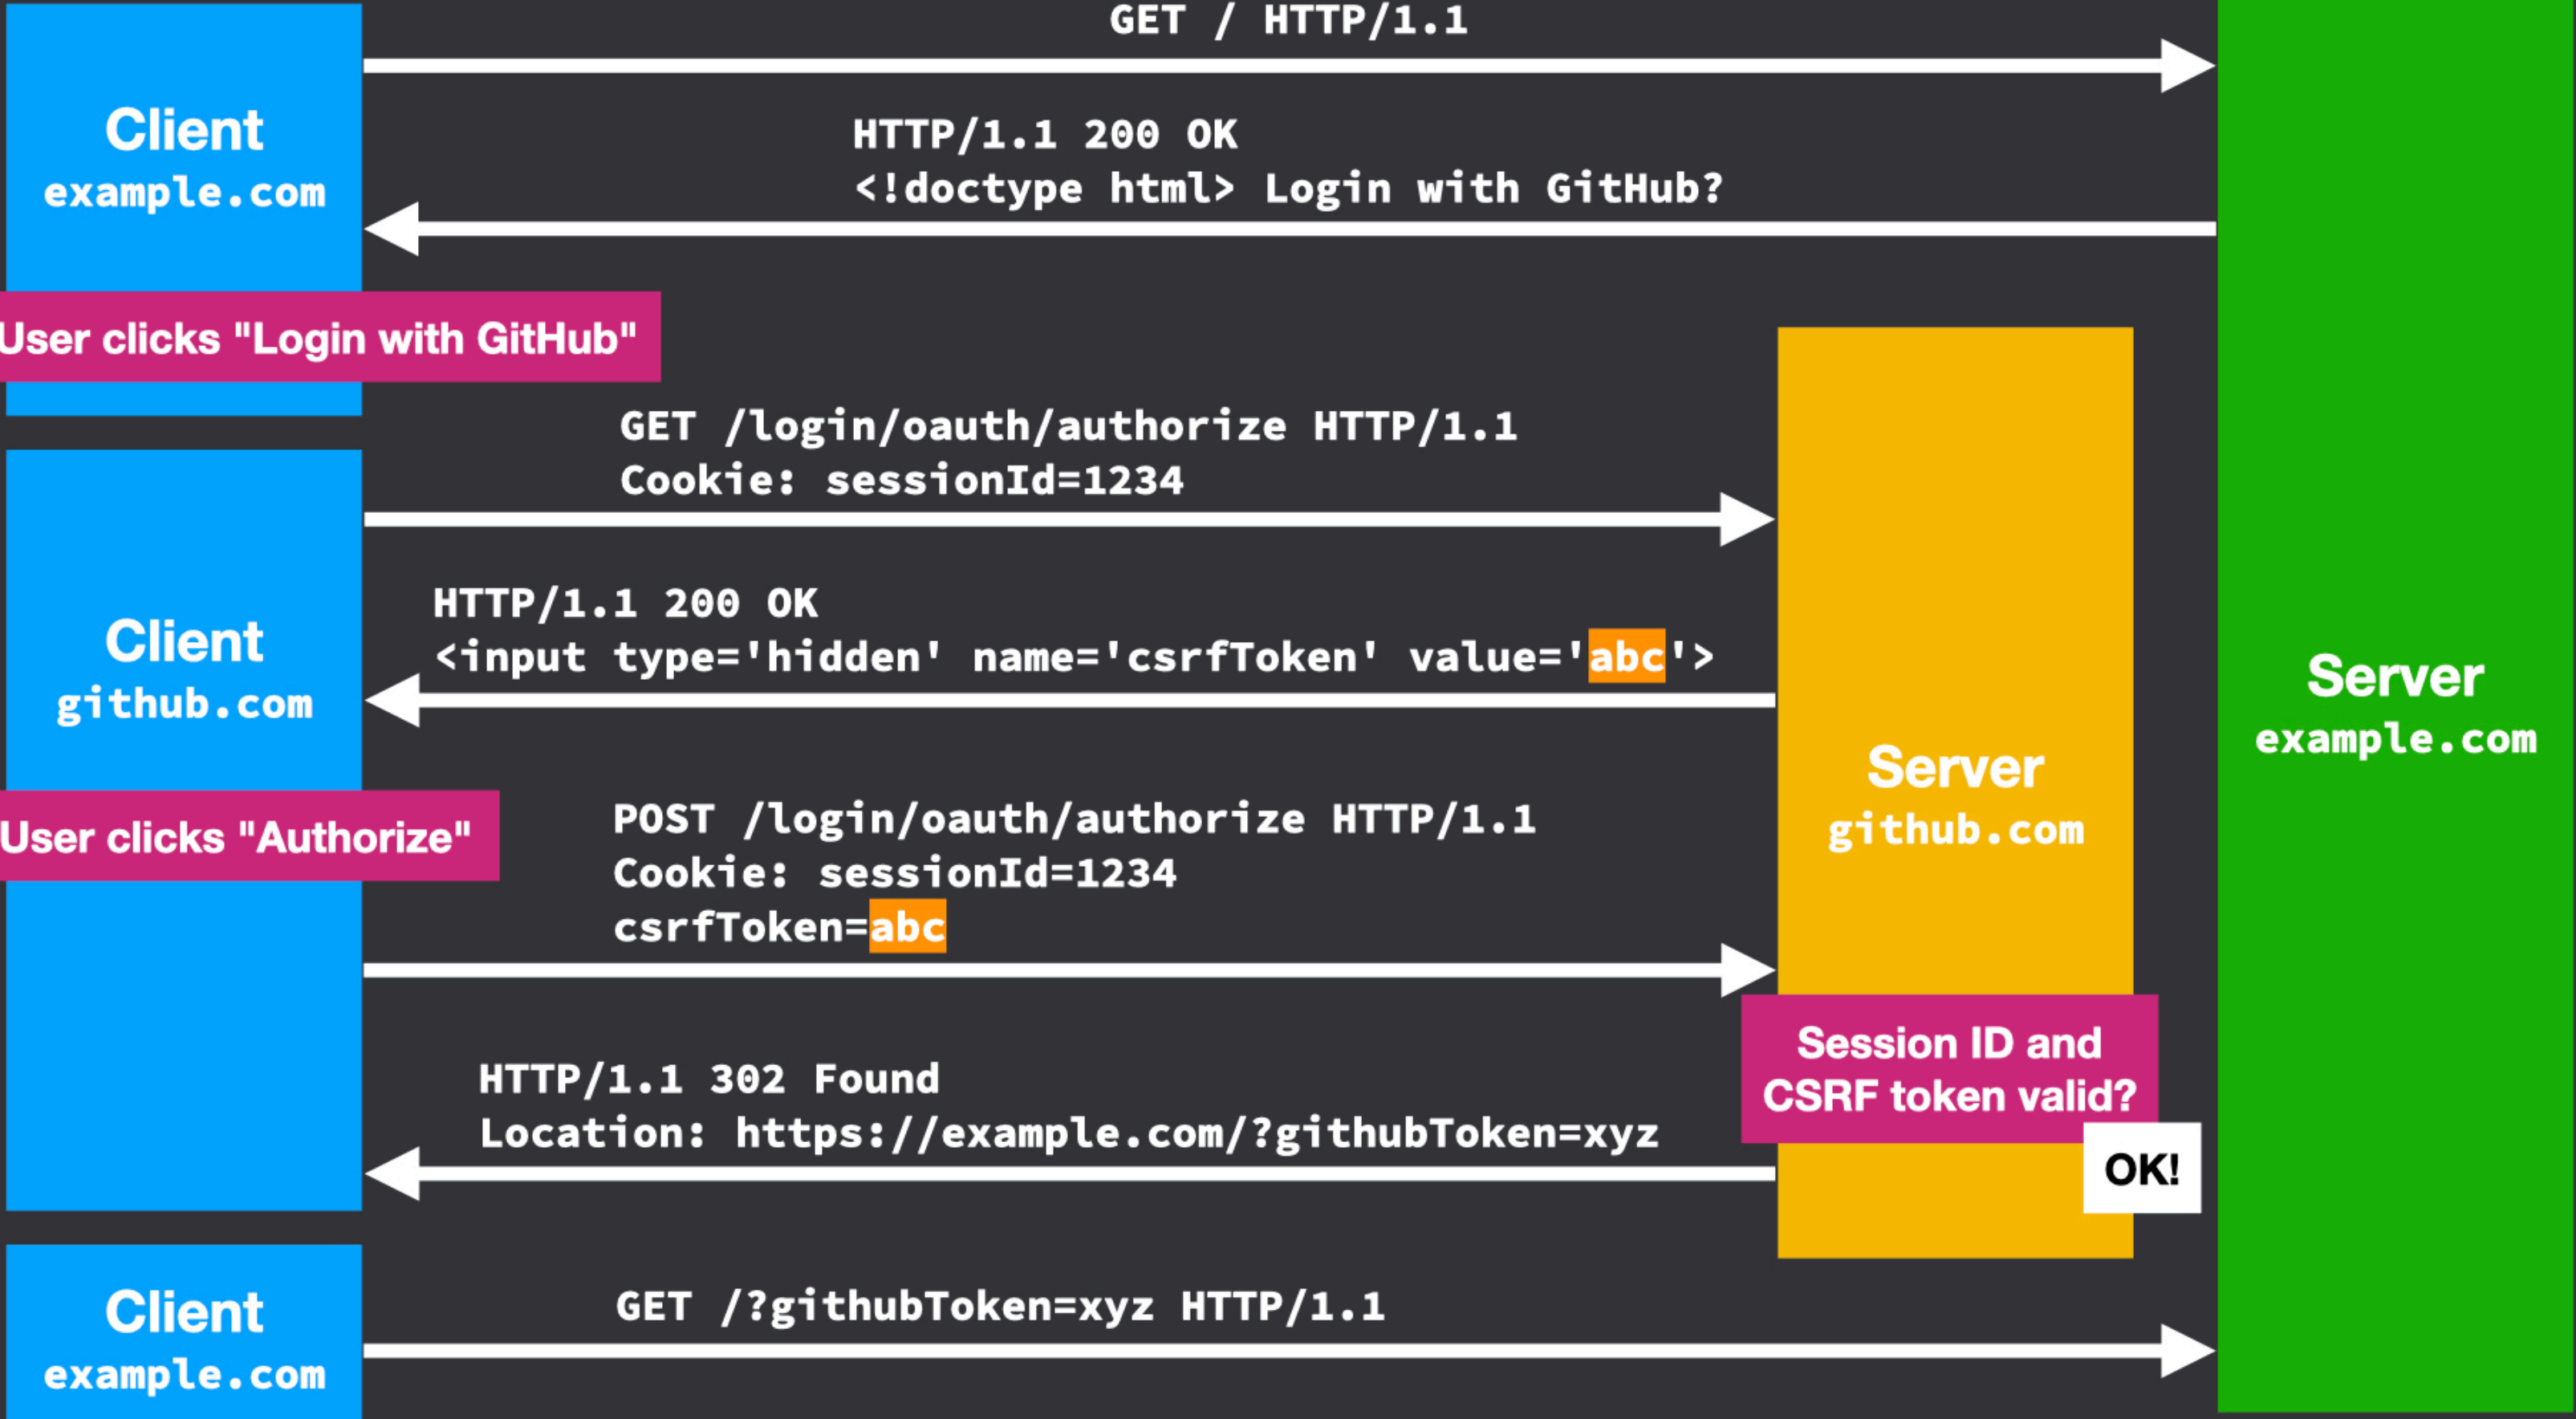 GET / HTTP/1.1
Client
example.com
HTTP/1.1 200 OK
<!doctype html> Login with GitHub?
User clicks "Login with GitHub"
GET /login/oauth/authorize HTTP/1.1
Cookie: sessionId=1234
HTTP/1.1 200 OK
<input type='hidden' name='csrfToken' value='abc'>
Client
github.com
Server
example.com
Server
github.com
User clicks "Authorize"
POST /login/oauth/authorize HTTP/1.1
Cookie: sessionId=1234
csrfToken=abc
Session ID and
CSRF token valid?
OK!
HTTP/1.1 302 Found
Location: https://example.com/?githubToken=xyz
Client
example.com
GET /?githubToken=xyz HTTP/1.1